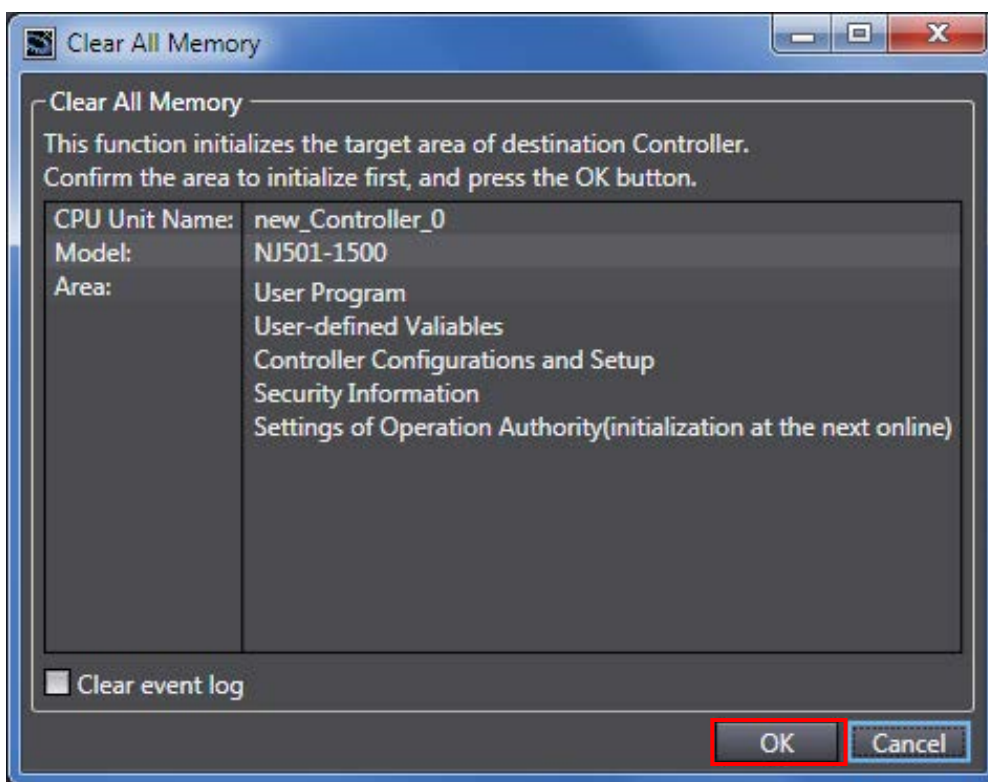 Clear All Memory
Clear All Memory
This function initializes the target area of destination Controller.
Confirm the area to initialize first, and press the OK button.
CPU Unit Name: new_Controller_0
Model: NJ501-1500
Area: User Program
User-defined Valiables
Controller Configurations and Setup
Security Information
Settings of Operation Authority(initialization at the next online)
Clear event log
OK Cancel